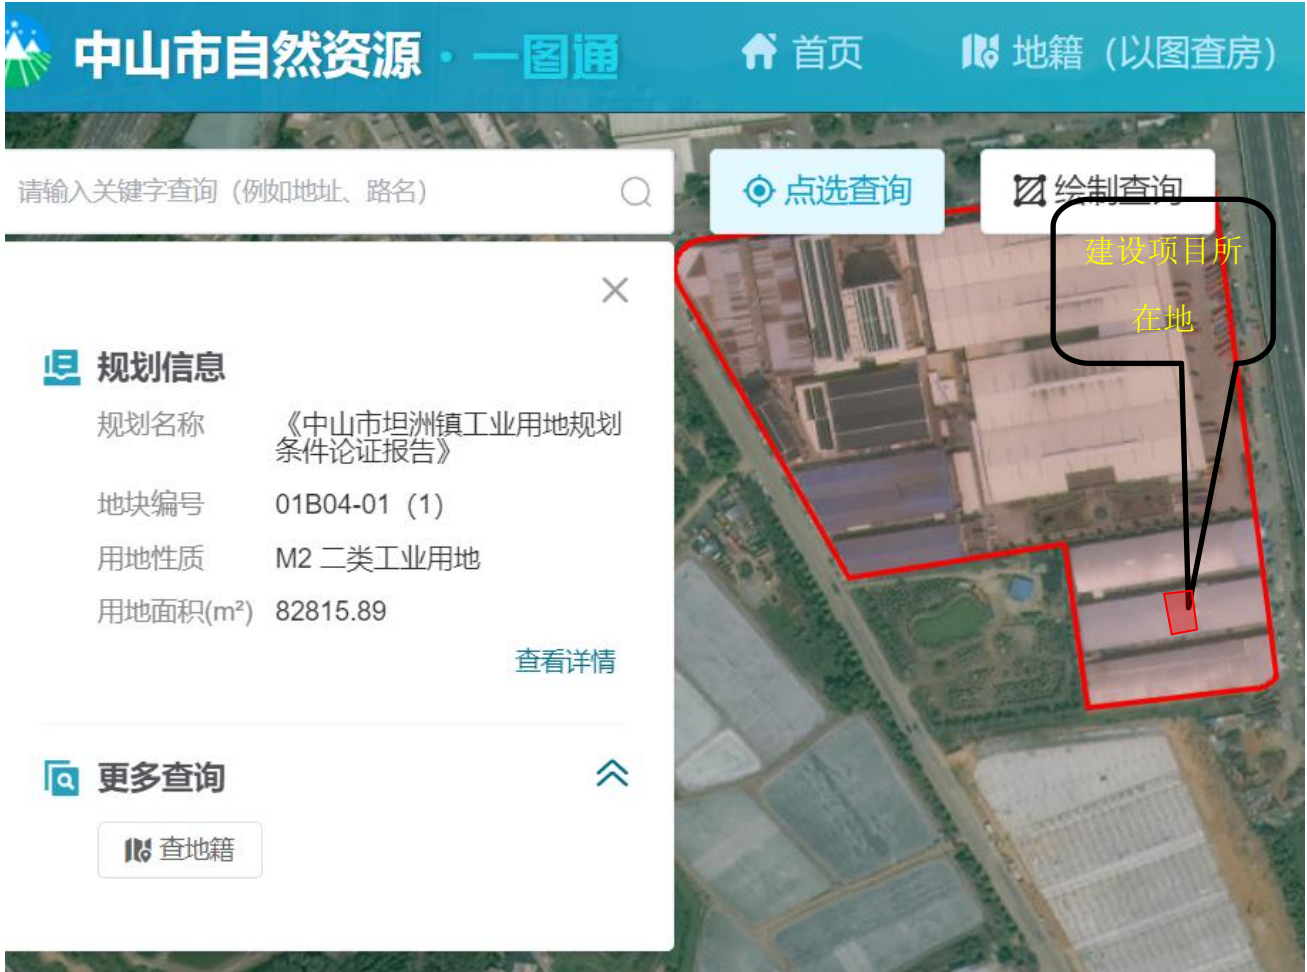 中山市自然资源·一图通
首页
地籍（以图查房）
请输入关键字查询（例如地址、路名）
点选查询
绘制查询
建设项目所
在地
规划信息
规划名称
《中山市坦洲镇工业用地规划
条件论证报告》
地块编号
01B04-01（1）
用地性质
M2 二类工业用地
用地面积(m²)
82815.89
查看详情
更多查询
查地籍